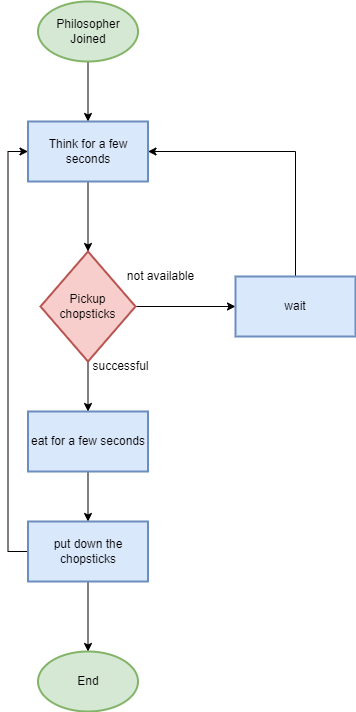 Philosopher
Joined
Think for a few
seconds
not available
Pickup
chopsticks
wait
successful
eat for a few seconds
put down the
chopsticks
End